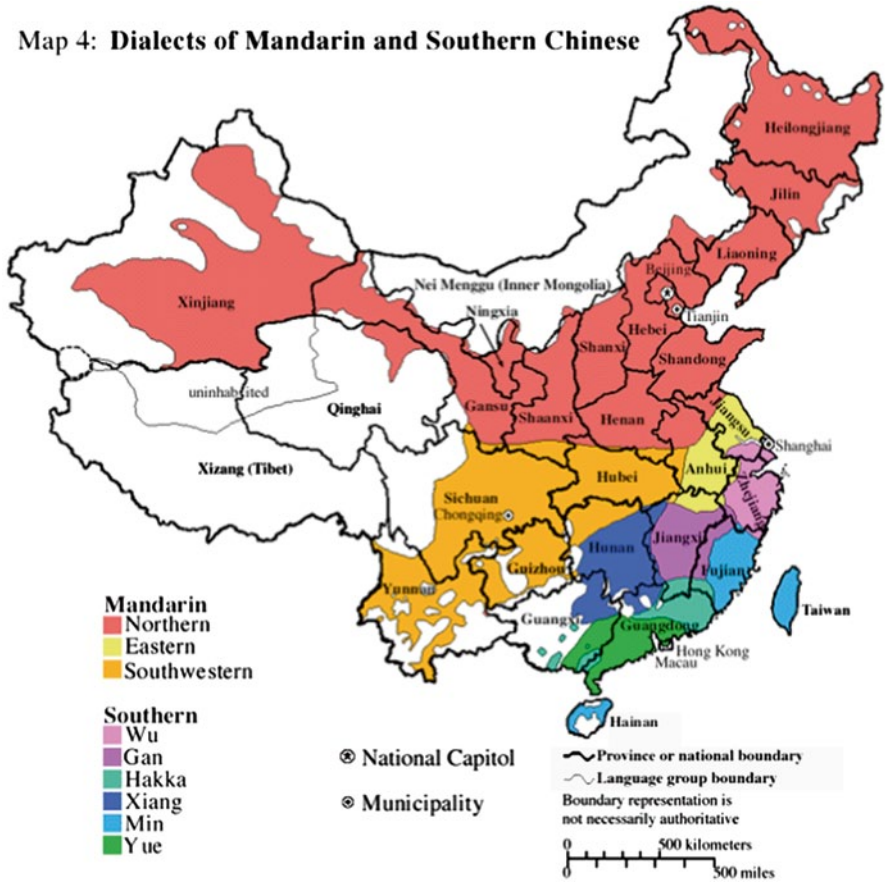 Map 4: Dialects of Mandarin and Southern Chinese
Heilongjiang
Jilin
Liaoning
Nei Menggu (Inner Mongolia)
Beijing
Tianjin
Xinjiang
Ningxia
Hebei
Shanxi
Shandong
uninhabited
Qinghai
Gansu
Shaanxi
Henan
Jiangsu
Shanghai
Xizang (Tibet)
Anhui
Hubei
Sichuan
Chongqing
Zhejiang
Hunan
Jiangxi
Guizhou
Fujian
Yunnan
Taiwan
Guangxi
Guangdong
Hong Kong
Macau
Hainan
Mandarin
Northern
Eastern
Southwestern
Southern
Wu
Gan
Hakka
Xiang
Min
Yue
National Capitol
Municipality
Province or national boundary
Language group boundary
Boundary representation is
not necessarily authoritative
0 500 kilometers
0 500 miles